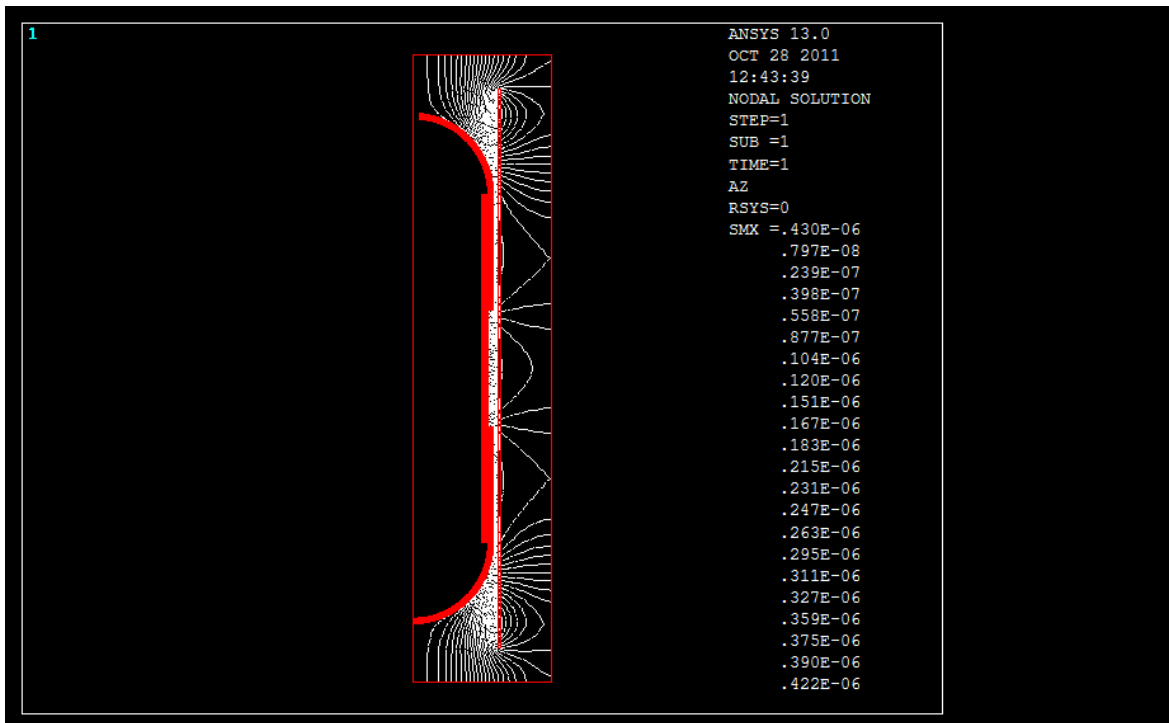 1
ANSYS 13.0
OCT 28 2011
12:43:39
NODAL SOLUTION
STEP=1
SUB =1
TIME=1
AZ
RSYS=0
SMX =.430E-06
.797E-08
.239E-07
.398E-07
.558E-07
.877E-07
.104E-06
.120E-06
.151E-06
.167E-06
.183E-06
.215E-06
.231E-06
.247E-06
.263E-06
.295E-06
.311E-06
.327E-06
.359E-06
.375E-06
.390E-06
.422E-06